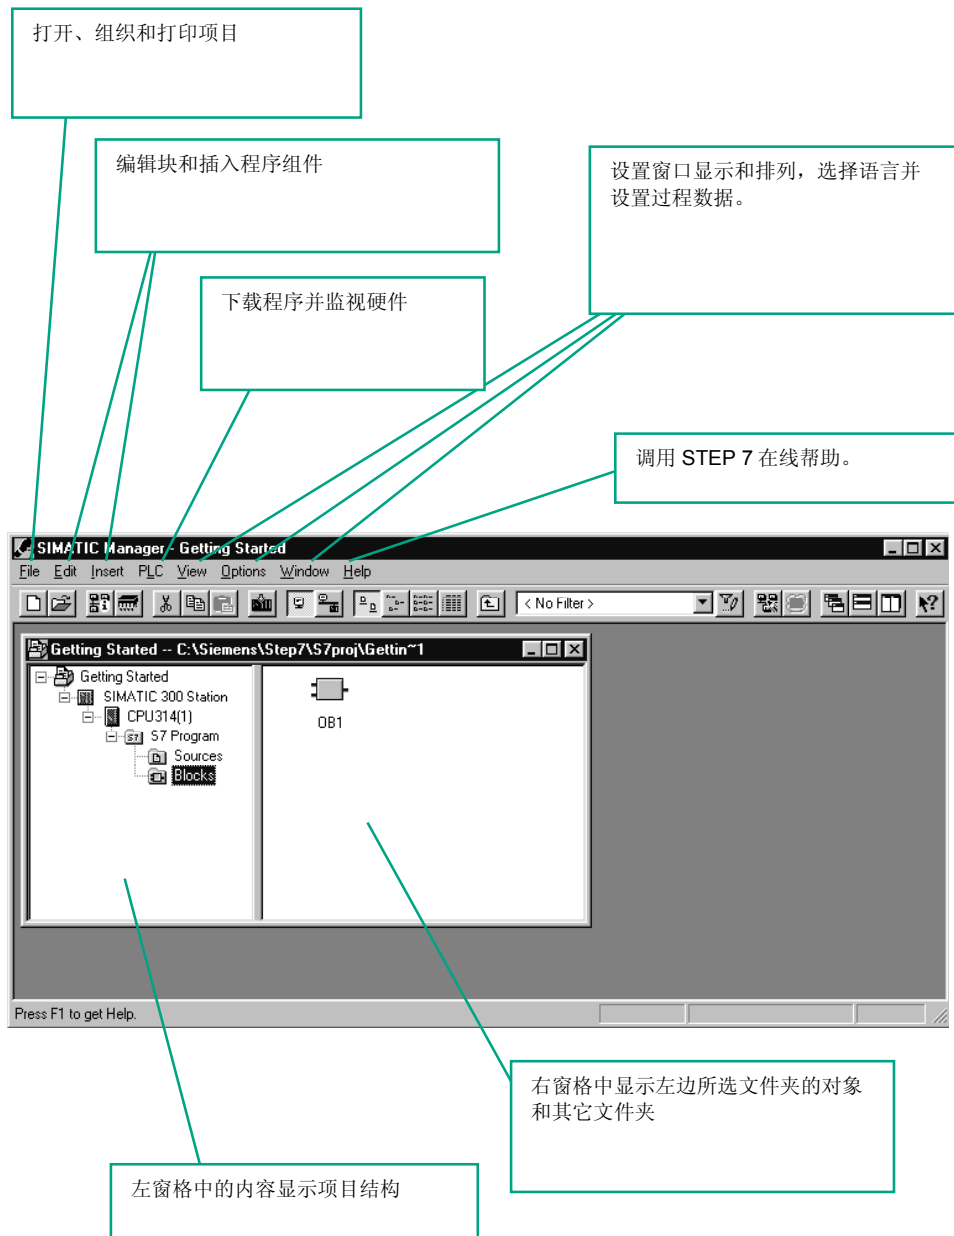 打开、组织和打印项目
编辑块和插入程序组件
设置窗口显示和排列，选择语言并
设置过程数据。
下载程序并监视硬件
调用 STEP 7 在线帮助。
SIMATIC Manager - Getting Started
File Edit Insert PLC View Options Window Help
< No Filter >
Getting Started -- C:\Siemens\Step7\S7proj\Gettin~1
Getting Started
SIMATIC 300 Station
CPU314(1)
S7 Program
Sources
Blocks
OB1
Press F1 to get Help.
右窗格中显示左边所选文件夹的对象
和其它文件夹
左窗格中的内容显示项目结构